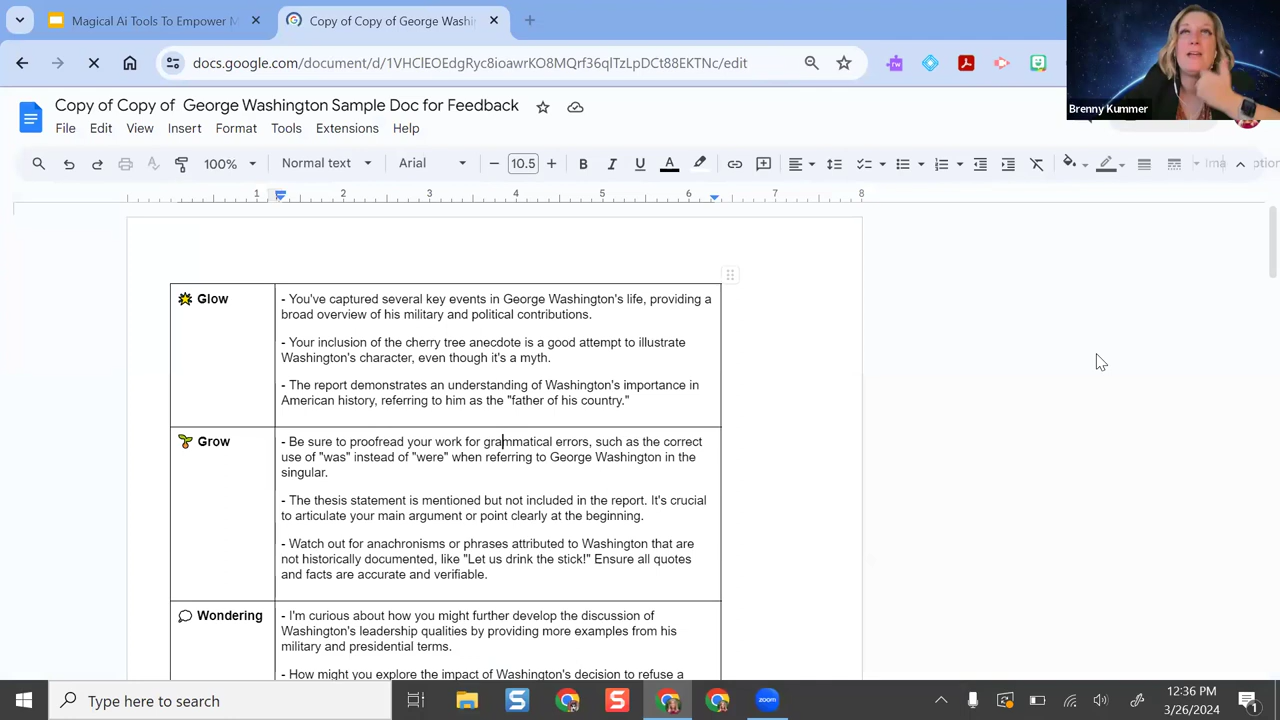 Magical Ai Tools To Empower M
Copy of Copy of George Washin
docs.google.com/document/d/1VHClEOEdgRyc8ioawrKO8MQrf36qlTzLpDCt88EKTNc/edit
Brenny Kummer
Copy of Copy of  George Washington Sample Doc for Feedback
File Edit View Insert Format Tools Extensions Help
100% Normal text Arial 10.5
1 2 3 4 5 6 7 8
Glow
- You've captured several key events in George Washington's life, providing a
broad overview of his military and political contributions.
- Your inclusion of the cherry tree anecdote is a good attempt to illustrate
Washington's character, even though it's a myth.
- The report demonstrates an understanding of Washington's importance in
American history, referring to him as the "father of his country."
Grow
- Be sure to proofread your work for grammatical errors, such as the correct
use of "was" instead of "were" when referring to George Washington in the
singular.
- The thesis statement is mentioned but not included in the report. It's crucial
to articulate your main argument or point clearly at the beginning.
- Watch out for anachronisms or phrases attributed to Washington that are
not historically documented, like "Let us drink the stick!" Ensure all quotes
and facts are accurate and verifiable.
Wondering
- I'm curious about how you might further develop the discussion of
Washington's leadership qualities by providing more examples from his
military and presidential terms.
- How might you explore the impact of Washington's decision to refuse a
Type here to search
12:36 PM
3/26/2024